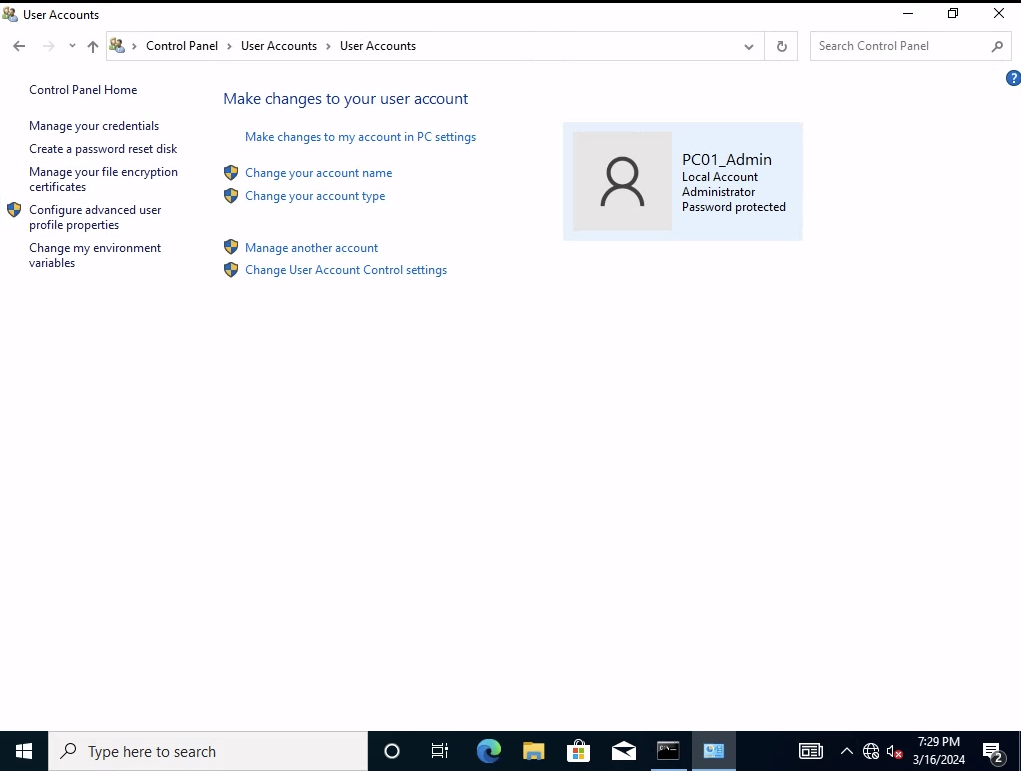 User Accounts
Control Panel
User Accounts
User Accounts
Search Control Panel
?
Control Panel Home
Manage your credentials
Create a password reset disk
Manage your file encryption
certificates
Configure advanced user
profile properties
Change my environment
variables
Make changes to your user account
Make changes to my account in PC settings
Change your account name
Change your account type
Manage another account
Change User Account Control settings
PC01_Admin
Local Account
Administrator
Password protected
Type here to search
7:29 PM
3/16/2024
2